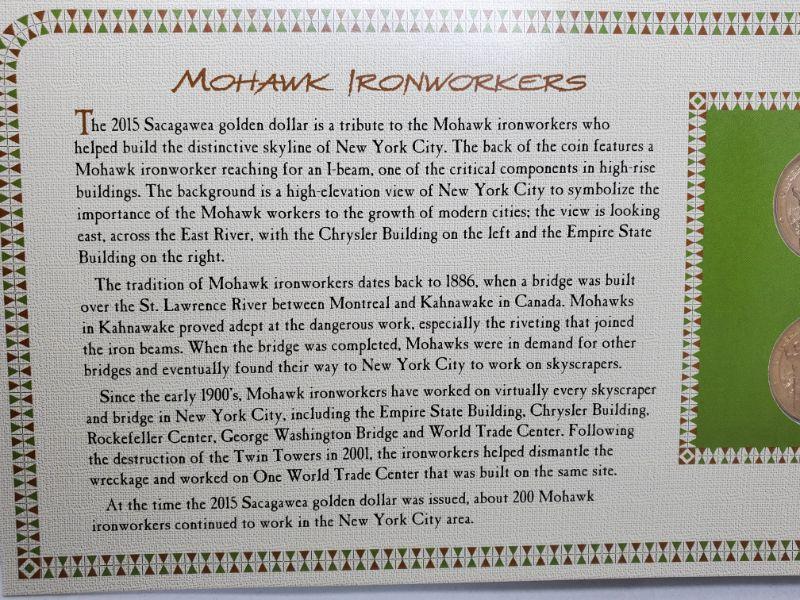 Mohawk Ironworkers
The 2015 Sacagawea golden dollar is a tribute to the Mohawk ironworkers who
helped build the distinctive skyline of New York City. The back of the coin features a
Mohawk ironworker reaching for an I-beam, one of the critical components in high-rise
buildings. The background is a high-elevation view of New York City to symbolize the
importance of the Mohawk workers to the growth of modern cities; the view is looking
east, across the East River, with the Chrysler Building on the left and the Empire State
Building on the right.
The tradition of Mohawk ironworkers dates back to 1886, when a bridge was built
over the St. Lawrence River between Montreal and Kahnawake in Canada. Mohawks
in Kahnawake proved adept at the dangerous work, especially the riveting that joined
the iron beams. When the bridge was completed, Mohawks were in demand for other
bridges and eventually found their way to New York City to work on skyscrapers.
Since the early 1900's, Mohawk ironworkers have worked on virtually every skyscraper
and bridge in New York City, including the Empire State Building, Chrysler Building,
Rockefeller Center, George Washington Bridge and World Trade Center. Following
the destruction of the Twin Towers in 2001, the ironworkers helped dismantle the
wreckage and worked on One World Trade Center that was built on the same site.
At the time the 2015 Sacagawea golden dollar was issued, about 200 Mohawk
ironworkers continued to work in the New York City area.